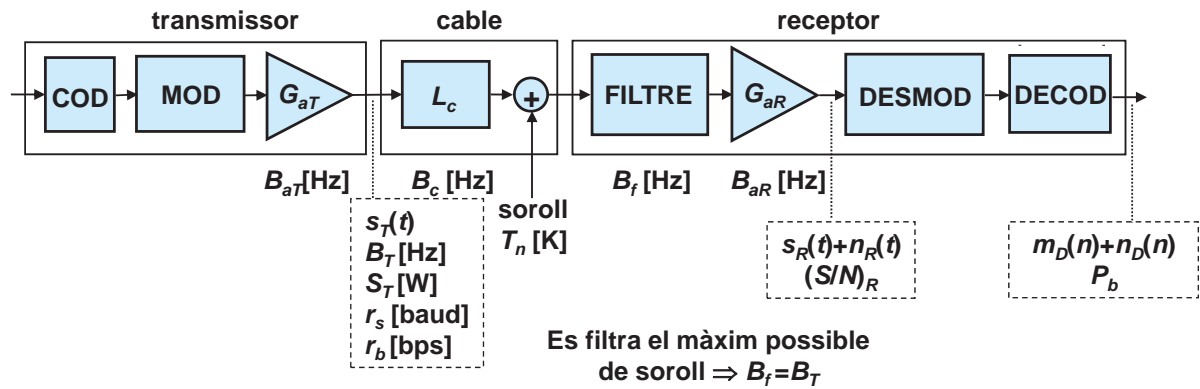 transmissor
cable
receptor
COD
MOD
G_aT
L_c
+
FILTRE
G_aR
DESMOD
DECOD
B_aT [Hz]
B_c [Hz]
B_f [Hz]
B_aR [Hz]
soroll
T_n [K]
s_T(t)
B_T [Hz]
S_T [W]
r_s [baud]
r_b [bps]
s_R(t)+n_R(t)
(S/N)_R
m_D(n)+n_D(n)
P_b
Es filtra el màxim possible
de soroll ⇒ B_f=B_T